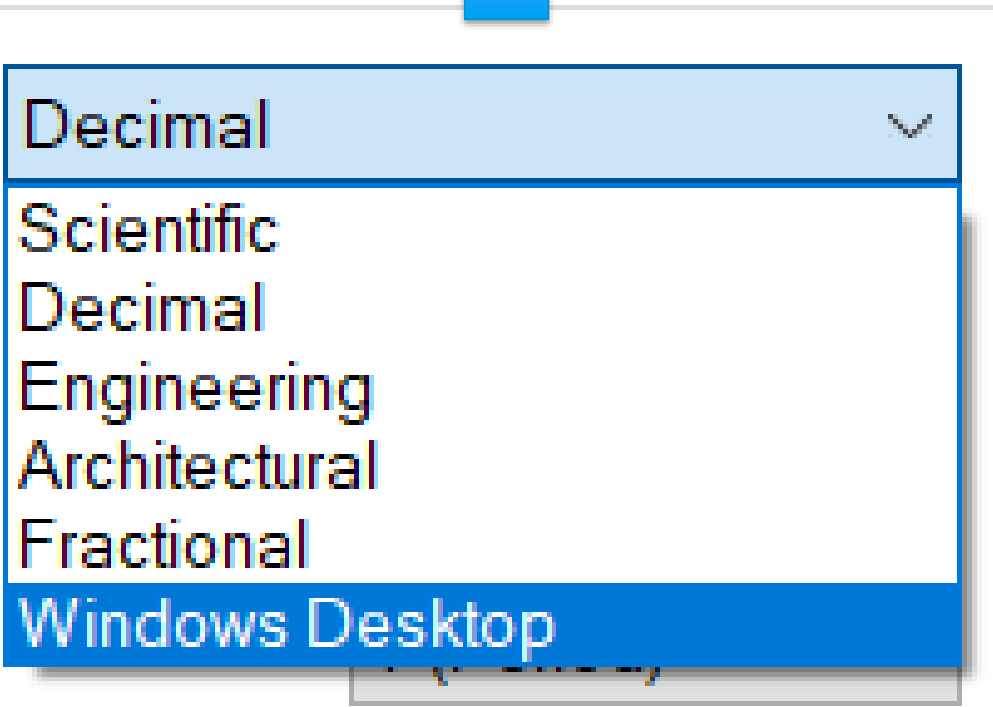 Decimal
Scientific
Decimal
Engineering
Architectural
Fractional
Windows Desktop